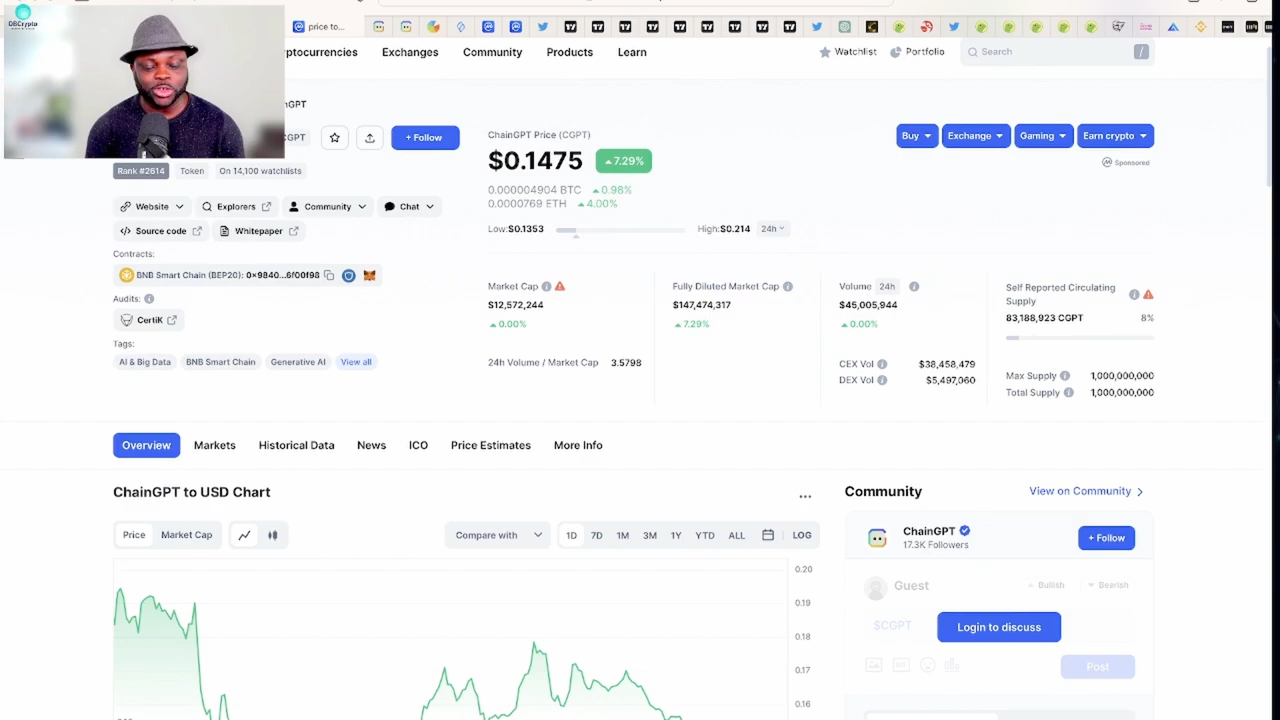 DBCrypto
price to...
ptocurrencies
Exchanges
Community
Products
Learn
Watchlist
Portfolio
Search
/
inGPT
CGPT
+ Follow
Rank #2614
Token
On 14,100 watchlists
Website
Explorers
Community
Chat
Source code
Whitepaper
Contracts:
BNB Smart Chain (BEP20): 0x9840...6f00f98
Audits:
CertiK
Tags:
AI & Big Data
BNB Smart Chain
Generative AI
View all
ChainGPT Price (CGPT)
$0.1475
7.29%
0.000004904 BTC
0.98%
0.0000769 ETH
4.00%
Low:$0.1353
High:$0.214
24h
Buy
Exchange
Gaming
Earn crypto
Sponsored
Market Cap
$12,572,244
0.00%
24h Volume / Market Cap
3.5798
Fully Diluted Market Cap
$147,474,317
7.29%
Volume 24h
$45,005,944
0.00%
CEX Vol
$38,458,479
DEX Vol
$5,497,060
Self Reported Circulating
Supply
83,188,923 CGPT
8%
Max Supply
1,000,000,000
Total Supply
1,000,000,000
Overview
Markets
Historical Data
News
ICO
Price Estimates
More Info
ChainGPT to USD Chart
Price
Market Cap
Compare with
1D
7D
1M
3M
1Y
YTD
ALL
LOG
0.20
0.19
0.18
0.17
0.16
Community
View on Community
ChainGPT
17.3K Followers
+ Follow
Guest
Bullish
Bearish
$CGPT
Login to discuss
Post